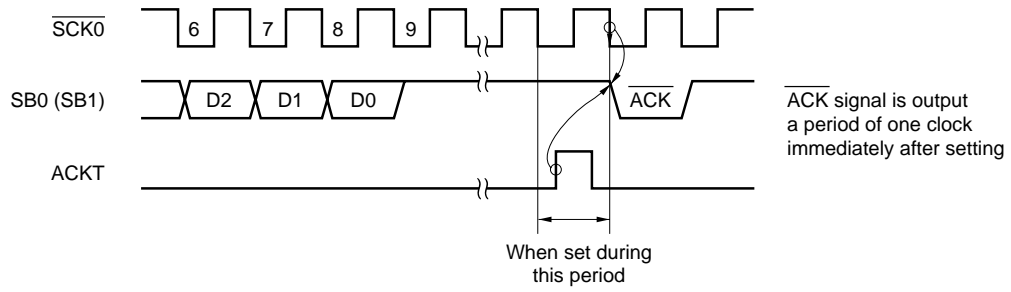 SCK0
6 7 8 9
SB0 (SB1)
D2 D1 D0 ACK
ACK signal is output
a period of one clock
immediately after setting
ACKT
When set during
this period